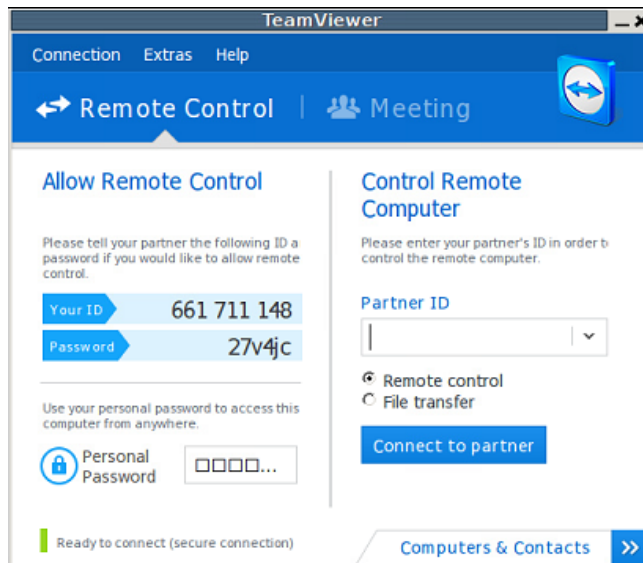 TeamViewer
Connection Extras Help
Remote Control
Meeting
Allow Remote Control
Please tell your partner the following ID a
password if you would like to allow remote
control.
Your ID 661 711 148
Password 27v4jc
Use your personal password to access this
computer from anywhere.
Personal
Password
Ready to connect (secure connection)
Control Remote
Computer
Please enter your partner's ID in order t
control the remote computer.
Partner ID
Remote control
File transfer
Connect to partner
Computers & Contacts